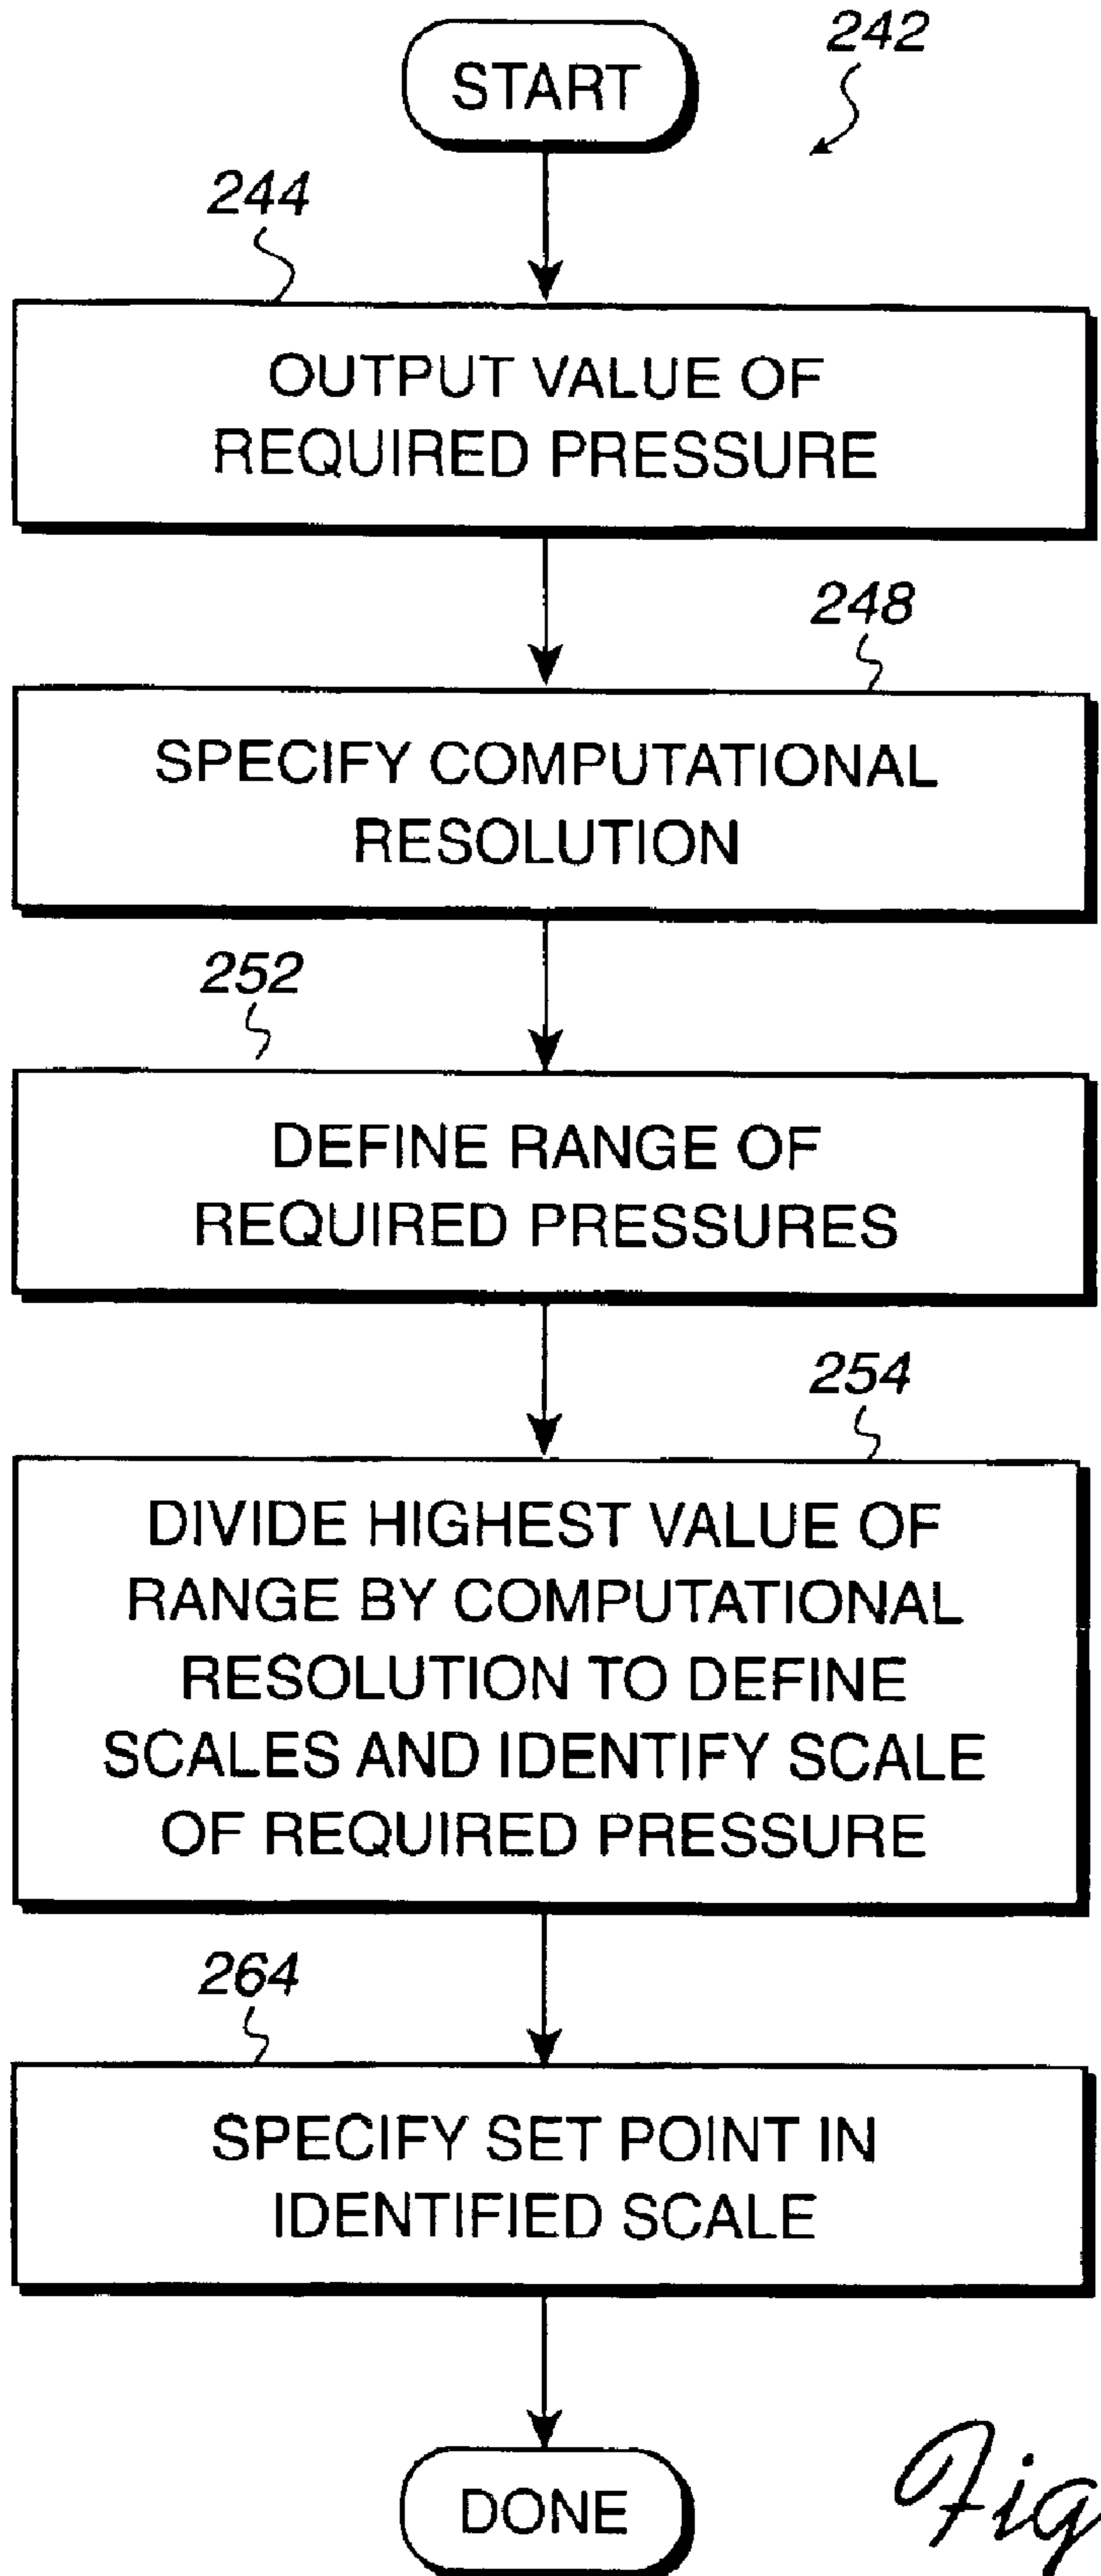 242
START
244
OUTPUT VALUE OF
REQUIRED PRESSURE
248
SPECIFY COMPUTATIONAL
RESOLUTION
252
DEFINE RANGE OF
REQUIRED PRESSURES
254
DIVIDE HIGHEST VALUE OF
RANGE BY COMPUTATIONAL
RESOLUTION TO DEFINE
SCALES AND IDENTIFY SCALE
OF REQUIRED PRESSURE
264
SPECIFY SET POINT IN
IDENTIFIED SCALE
DONE
Fig